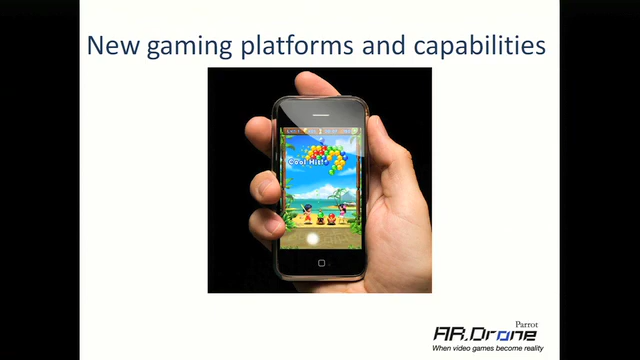 New gaming platforms and capabilities
Cool Hit!
Parrot
AR.Drone
When video games become reality